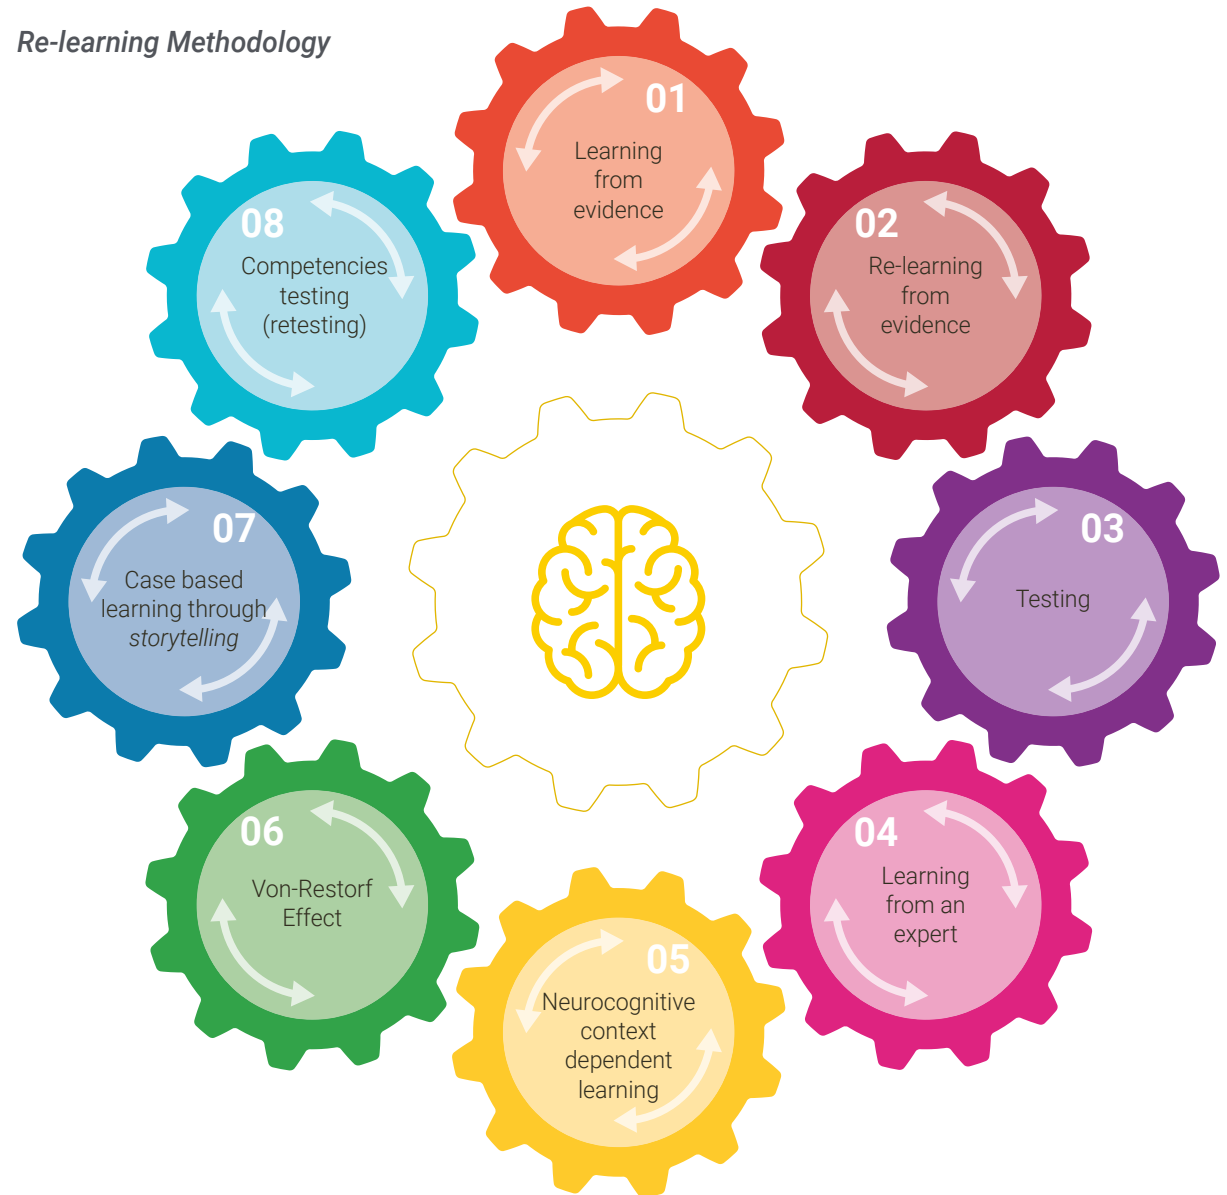 Re-learning Methodology
01
Learning
from
evidence
02
Re-learning
from
evidence
03
Testing
04
Learning
from an
expert
05
Neurocognitive
context
dependent
learning
06
Von-Restorf
Effect
07
Case based
learning through
storytelling
08
Competencies
testing
(retesting)